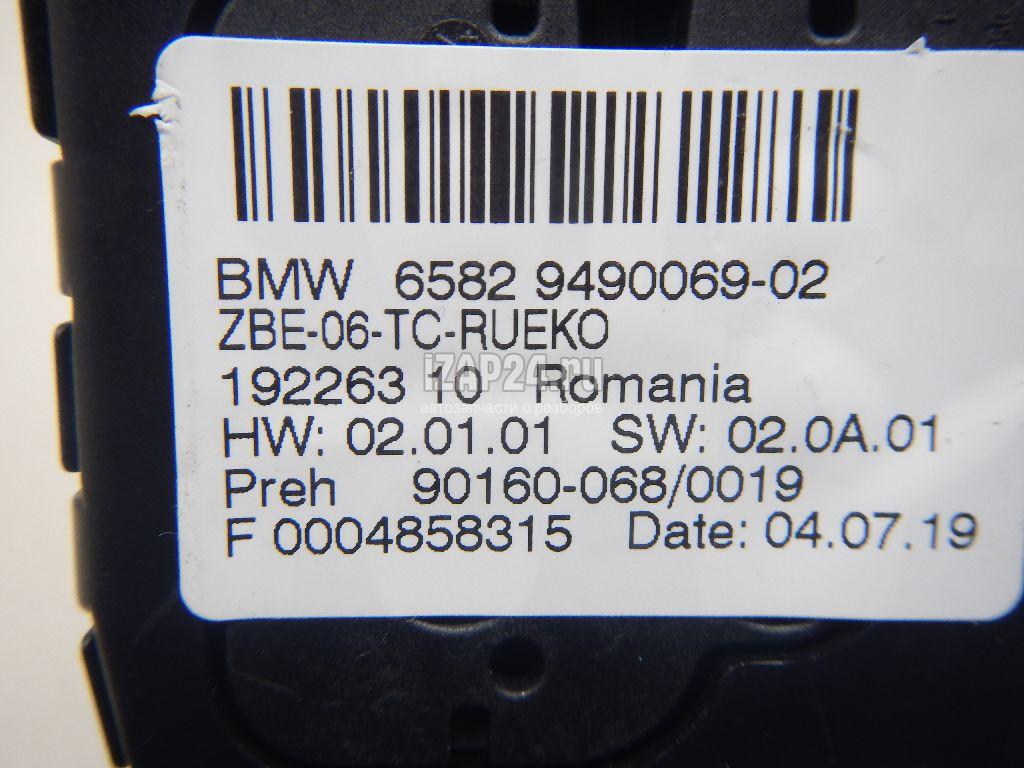 BMW 6582 9490069-02
ZBE-06-TC-RUEKO
iZAP24.ru
192263 10 Romania
автозапчасти с разборов
HW: 02.01.01 SW: 02.0A.01
Preh 90160-068/0019
F 0004858315 Date: 04.07.19